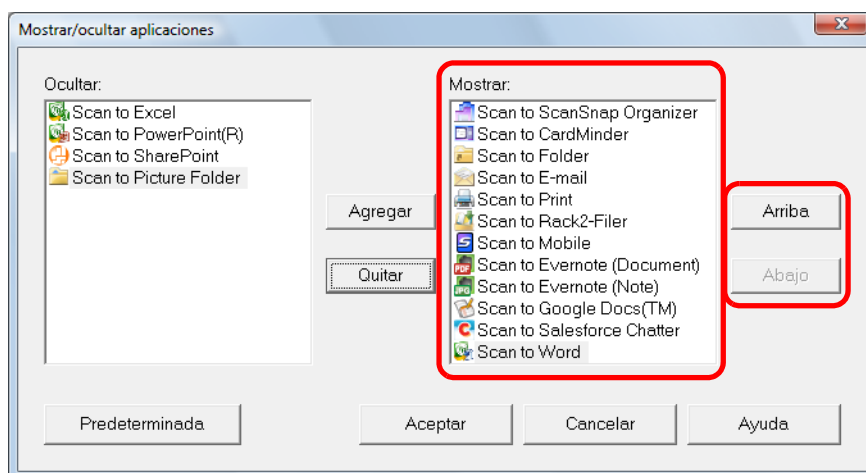 Mostrar/ocultar aplicaciones
Ocultar:
Scan to Excel
Scan to PowerPoint(R)
Scan to SharePoint
Scan to Picture Folder
Agregar
Quitar
Mostrar:
Scan to ScanSnap Organizer
Scan to CardMinder
Scan to Folder
Scan to E-mail
Scan to Print
Scan to Rack2-Filer
Scan to Mobile
Scan to Evernote (Document)
Scan to Evernote (Note)
Scan to Google Docs(TM)
Scan to Salesforce Chatter
Scan to Word
Arriba
Abajo
Predeterminada
Aceptar
Cancelar
Ayuda